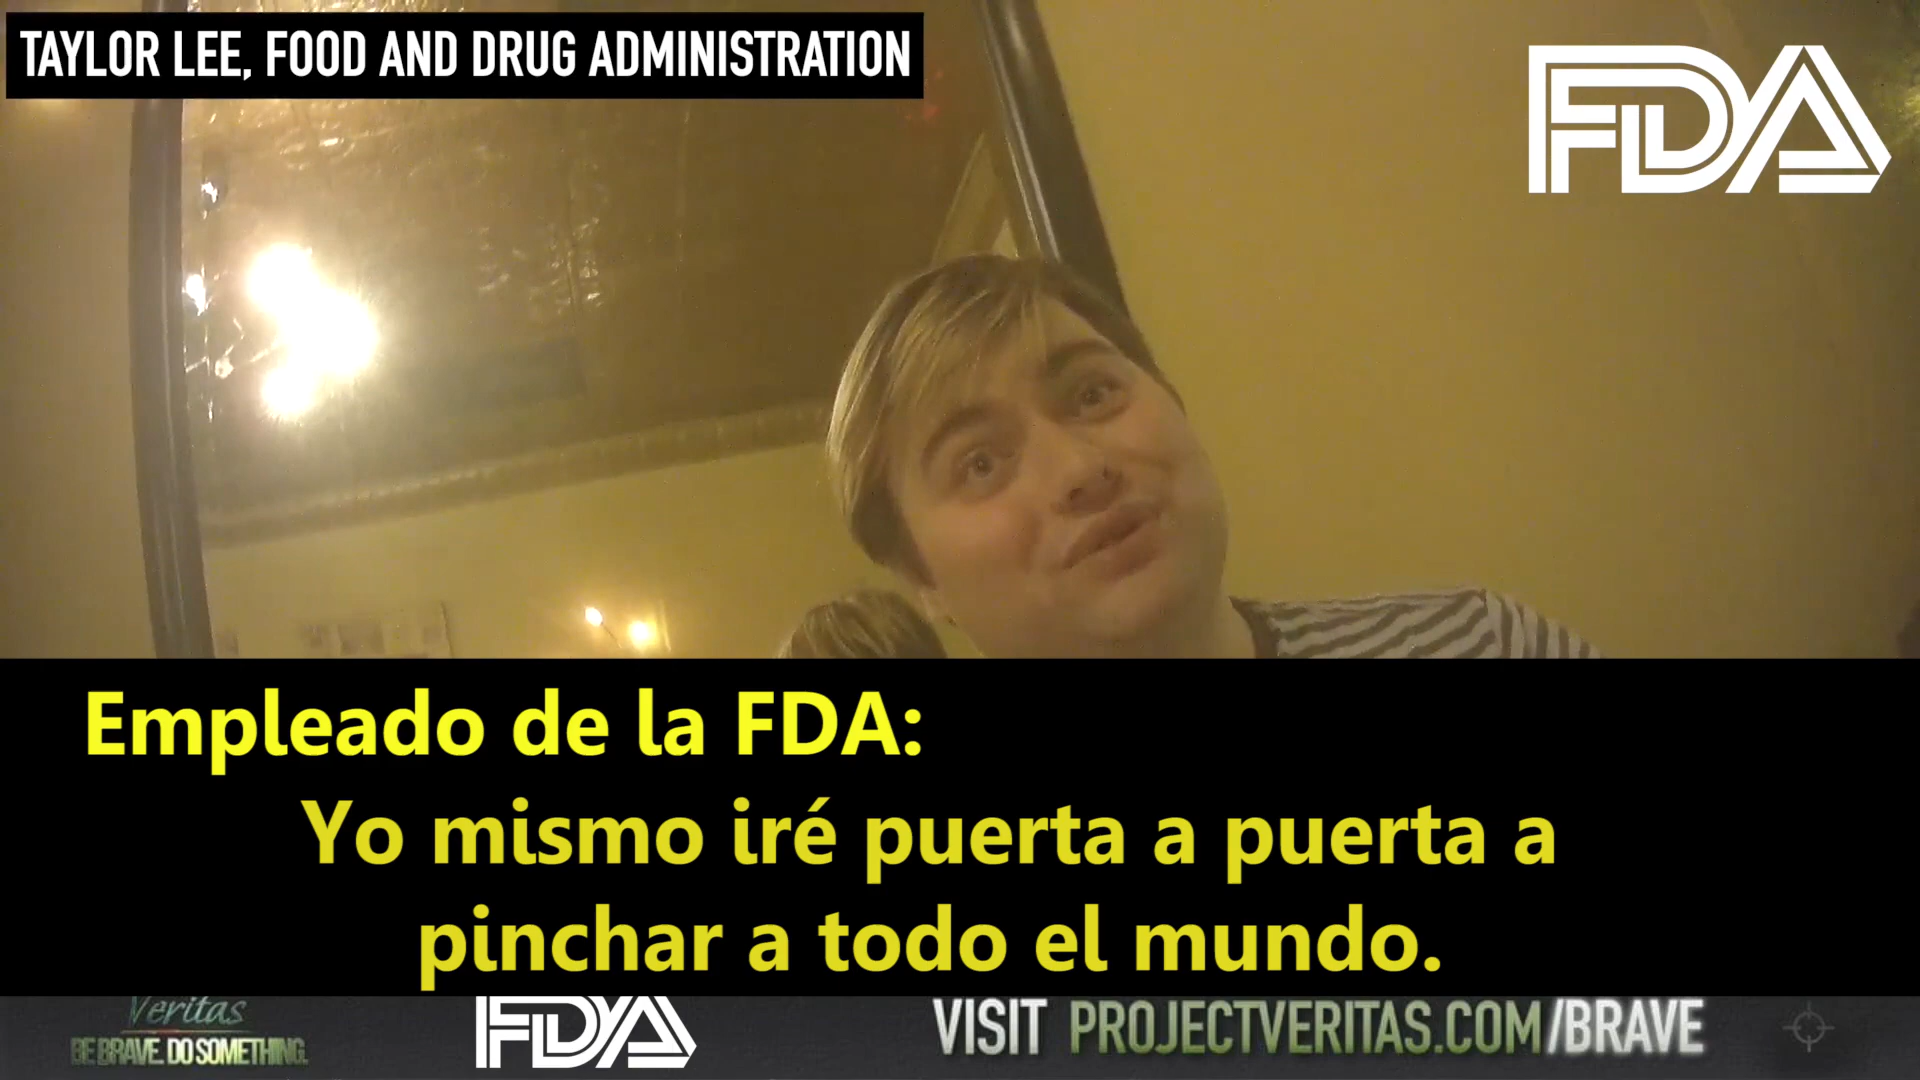 TAYLOR LEE, FOOD AND DRUG ADMINISTRATION
FDA
Empleado de la FDA:
Yo mismo iré puerta a puerta a
pinchar a todo el mundo.
Veritas
BE BRAVE. DO SOMETHING.
FDA
VISIT PROJECTVERITAS.COM/BRAVE